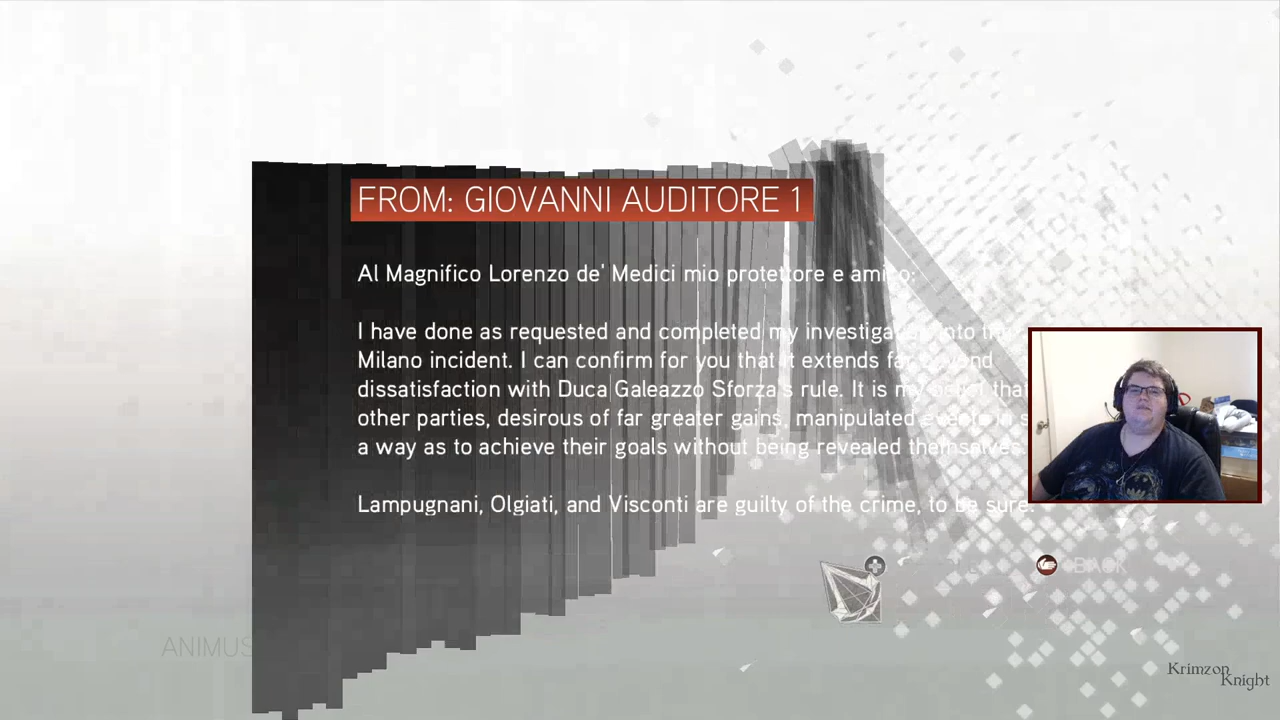 FROM: GIOVANNI AUDITORE 1
Al Magnifico Lorenzo de' Medici mio protettore e amico:
I have done as requested and completed my investigation into the
Milano incident. I can confirm for you that it extends far beyond
dissatisfaction with Duca Galeazzo Sforza's rule. It is my belief that
other parties, desirous of far greater gains, manipulated events in
a way as to achieve their goals without being revealed themselves.
Lampugnani, Olgiati, and Visconti are guilty of the crime, to be sure.
BACK
ANIMUS
Krimzon
Knight